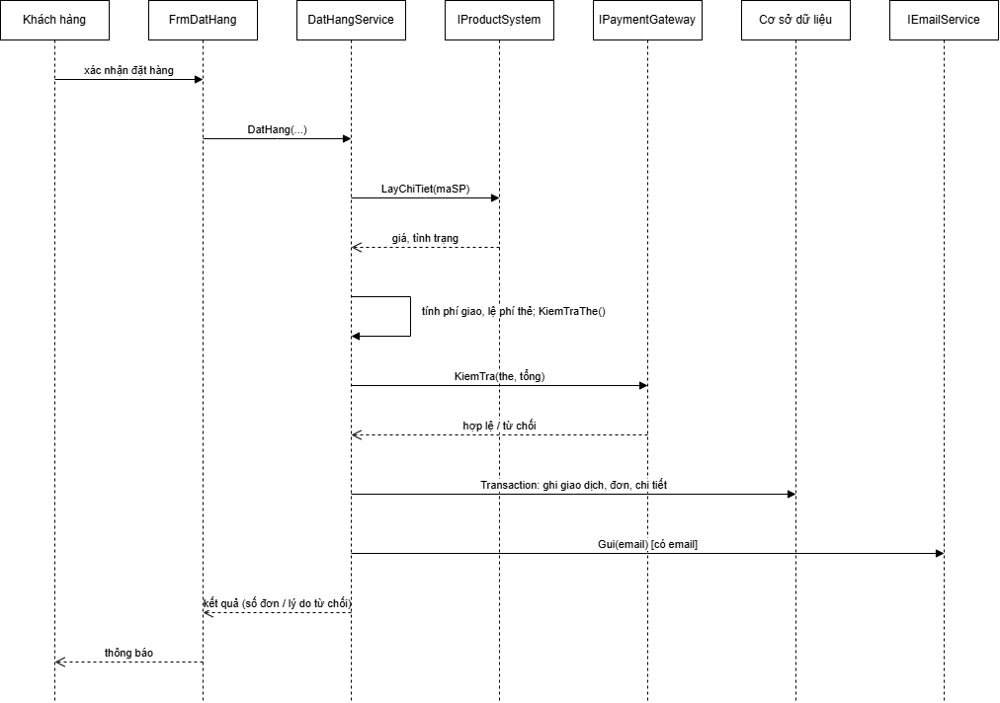 Khách hàng
FrmDatHang
DatHangService
IProductSystem
IPaymentGateway
Cơ sở dữ liệu
IEmailService
xác nhận đặt hàng
DatHang(...)
LayChiTiet(maSP)
giá, tình trạng
tính phí giao, lệ phí thẻ; KiemTraThe()
KiemTra(the, tổng)
hợp lệ / từ chối
Transaction: ghi giao dịch, đơn, chi tiết
Gui(email) [có email]
kết quả (số đơn / lý do từ chối)
thông báo